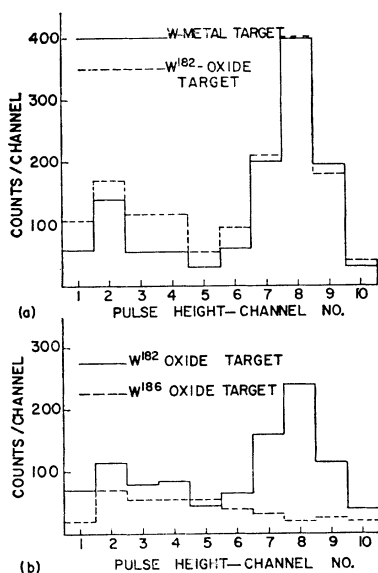 400
300
200
100
COUNTS/CHANNEL
W-METAL TARGET
W182-OXIDE
TARGET
1 2 3 4 5 6 7 8 9 10
(a) PULSE HEIGHT—CHANNEL NO.
300
200
100
COUNTS/CHANNEL
W182 OXIDE TARGET
W186 OXIDE TARGET
1 2 3 4 5 6 7 8 9 10
(b) PULSE HEIGHT—CHANNEL NO.